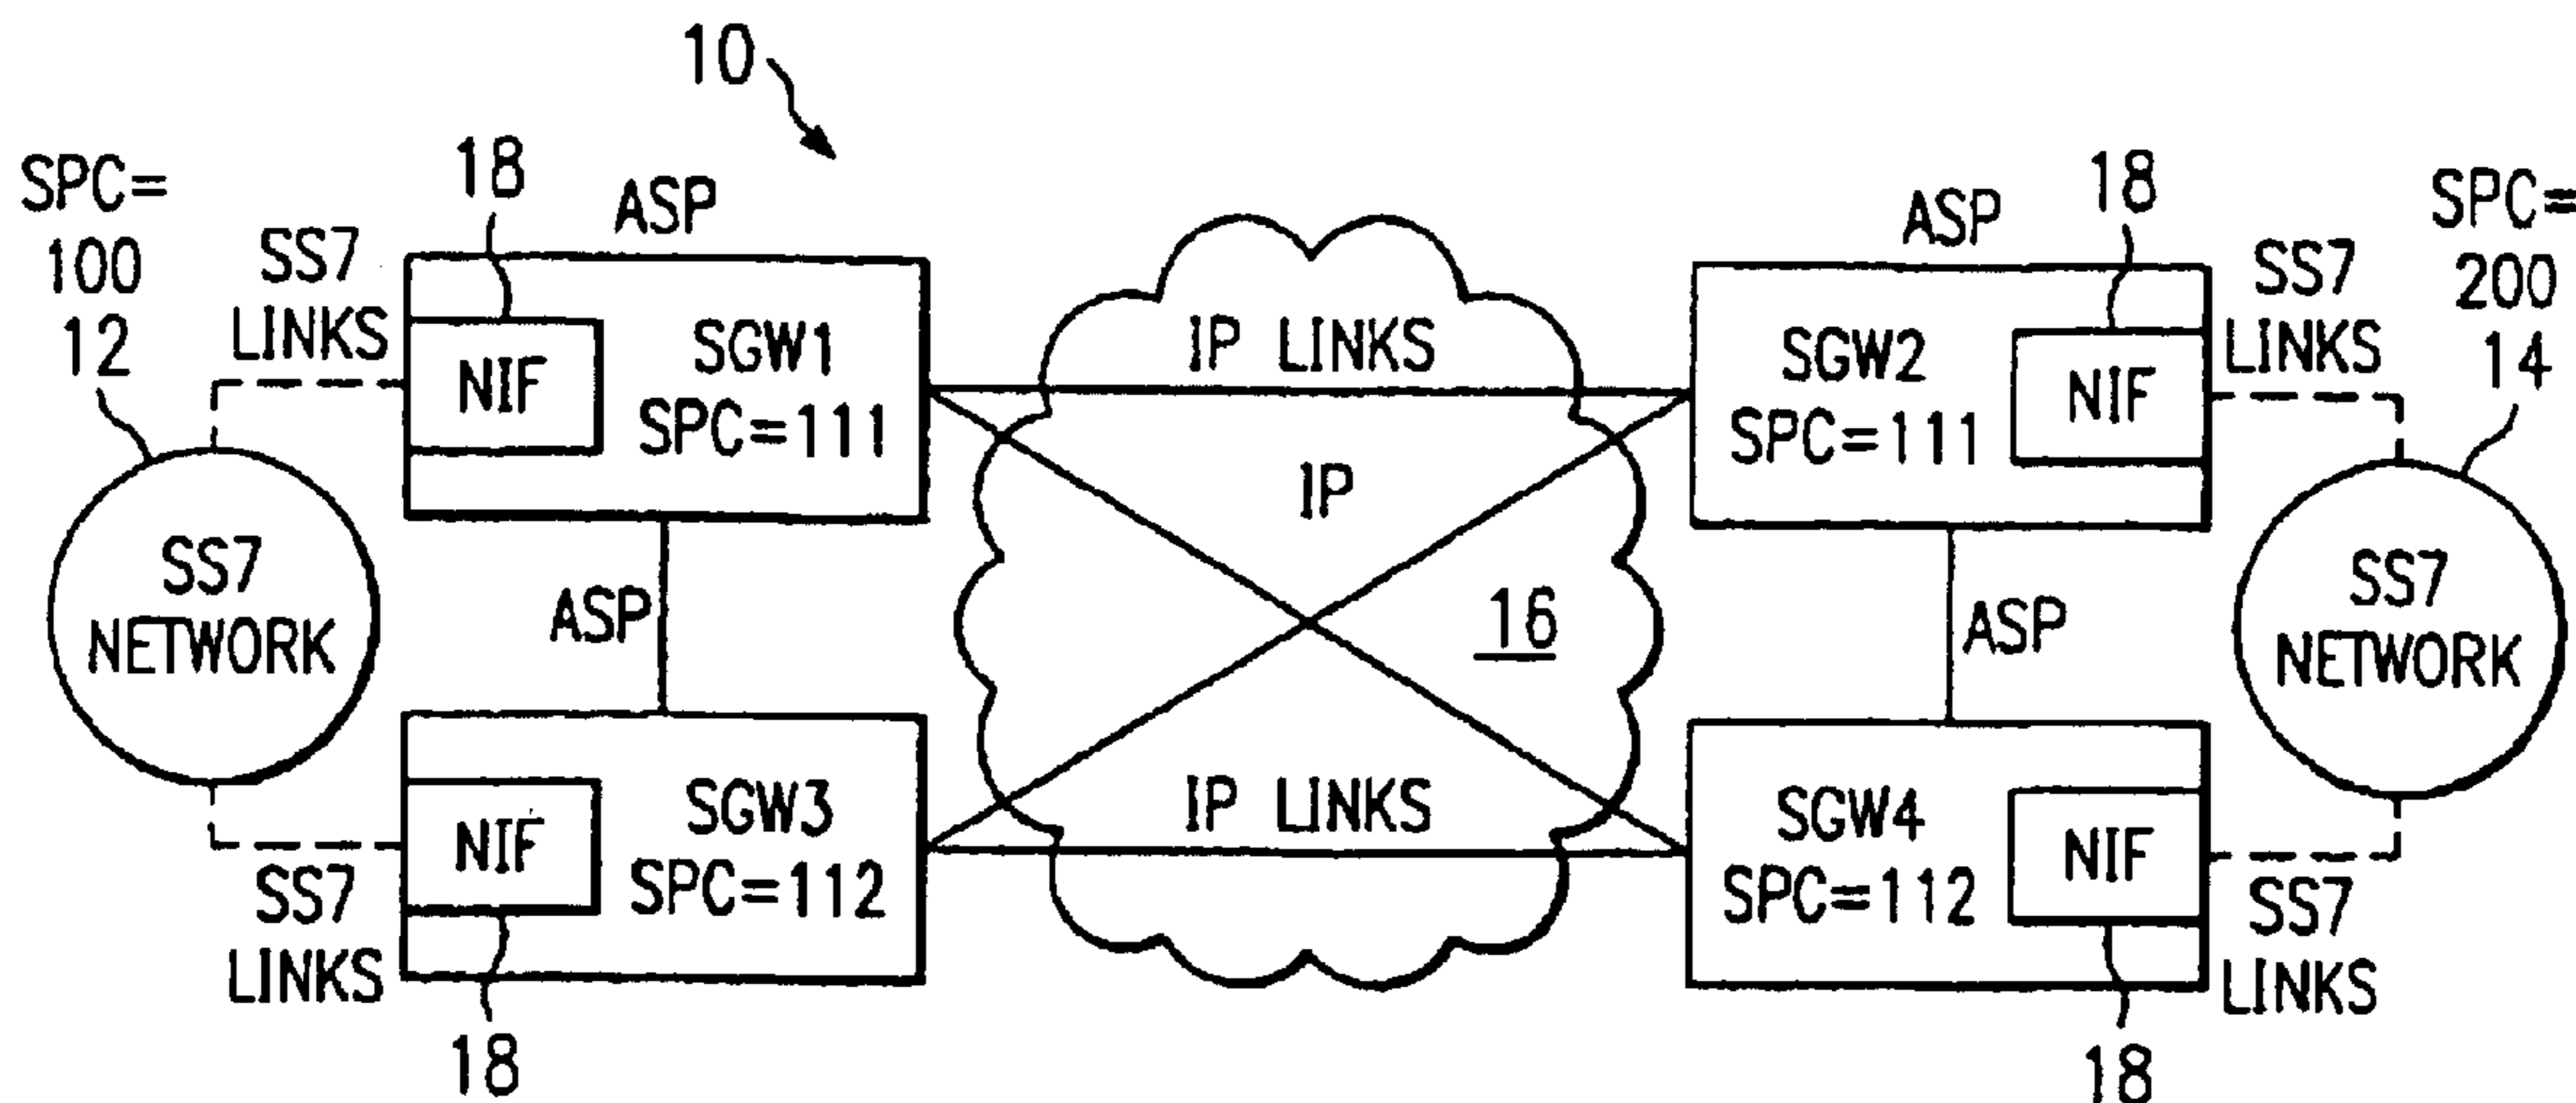 10
SPC=
100
12
SS7
LINKS
18
ASP
NIF
SGW1
SPC=111
IP LINKS
IP
16
ASP
18
SGW2
SPC=111
NIF
SS7
LINKS
SPC=
200
14
SS7
NETWORK
ASP
ASP
SS7
NETWORK
SS7
LINKS
NIF
18
SGW3
SPC=112
IP LINKS
SGW4
SPC=112
NIF
18
SS7
LINKS